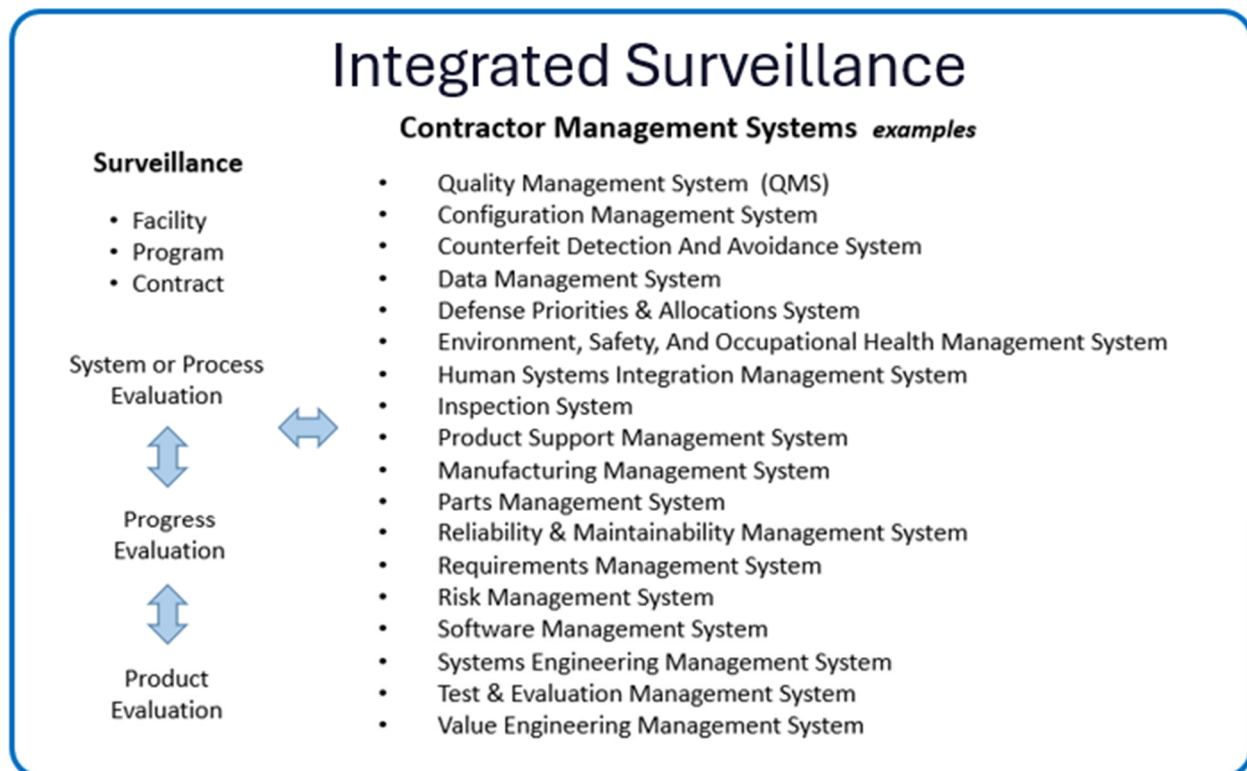 Integrated Surveillance
Contractor Management Systems examples
Surveillance
• Facility
• Program
• Contract
System or Process
Evaluation
Progress
Evaluation
Product
Evaluation
• Quality Management System (QMS)
• Configuration Management System
• Counterfeit Detection And Avoidance System
• Data Management System
• Defense Priorities & Allocations System
• Environment, Safety, And Occupational Health Management System
• Human Systems Integration Management System
• Inspection System
• Product Support Management System
• Manufacturing Management System
• Parts Management System
• Reliability & Maintainability Management System
• Requirements Management System
• Risk Management System
• Software Management System
• Systems Engineering Management System
• Test & Evaluation Management System
• Value Engineering Management System